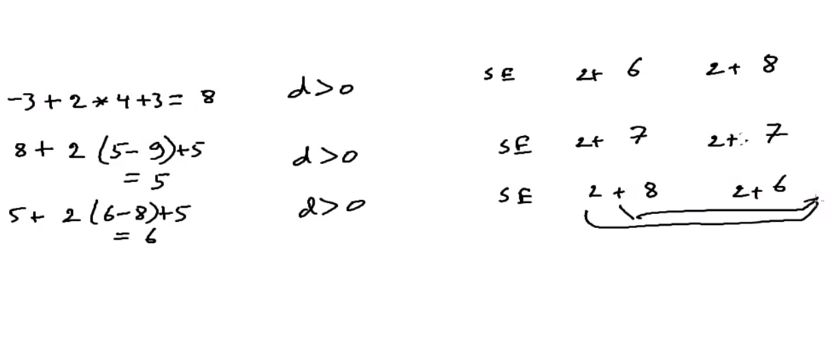 -3 + 2 * 4 + 3 = 8 d > 0 SE 2+ 6 2+ 8
8 + 2 (5-9)+5 d > 0 SE 2+ 7 2+ 7
= 5
5 + 2 (6-8)+5 d > 0 SE 2 + 8 2+ 6
= 6